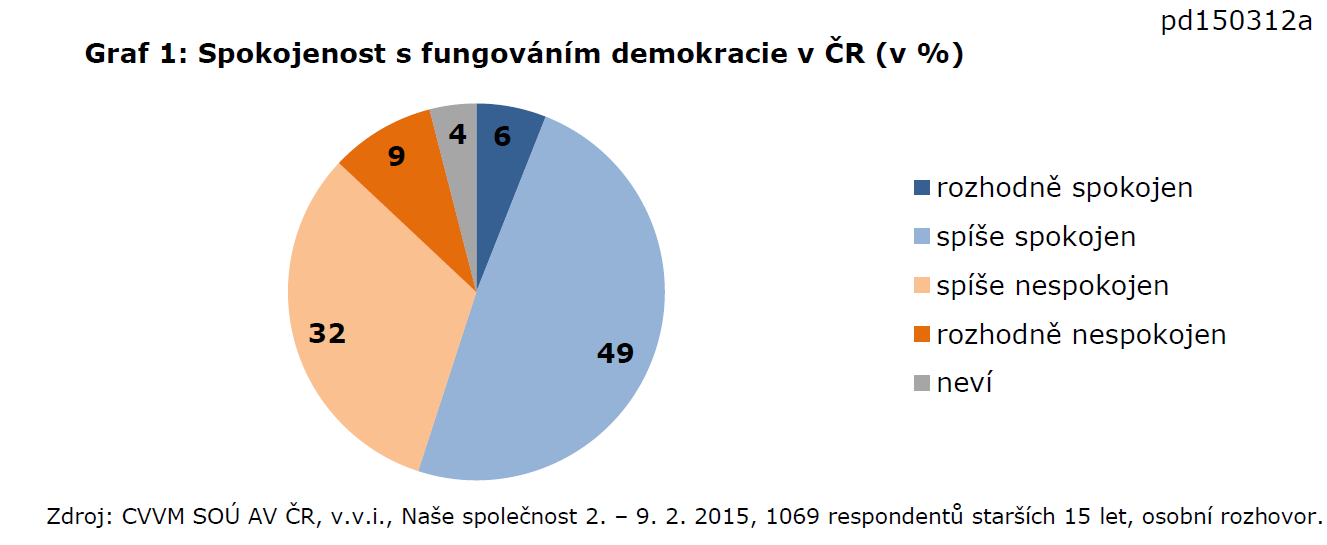 pd150312a
Graf 1: Spokojenost s fungováním demokracie v ČR (v %)
4
6
9
32
49
rozhodně spokojen
spíše spokojen
spíše nespokojen
rozhodně nespokojen
neví
Zdroj: CVVM SOÚ AV ČR, v.v.i., Naše společnost 2. – 9. 2. 2015, 1069 respondentů starších 15 let, osobní rozhovor.